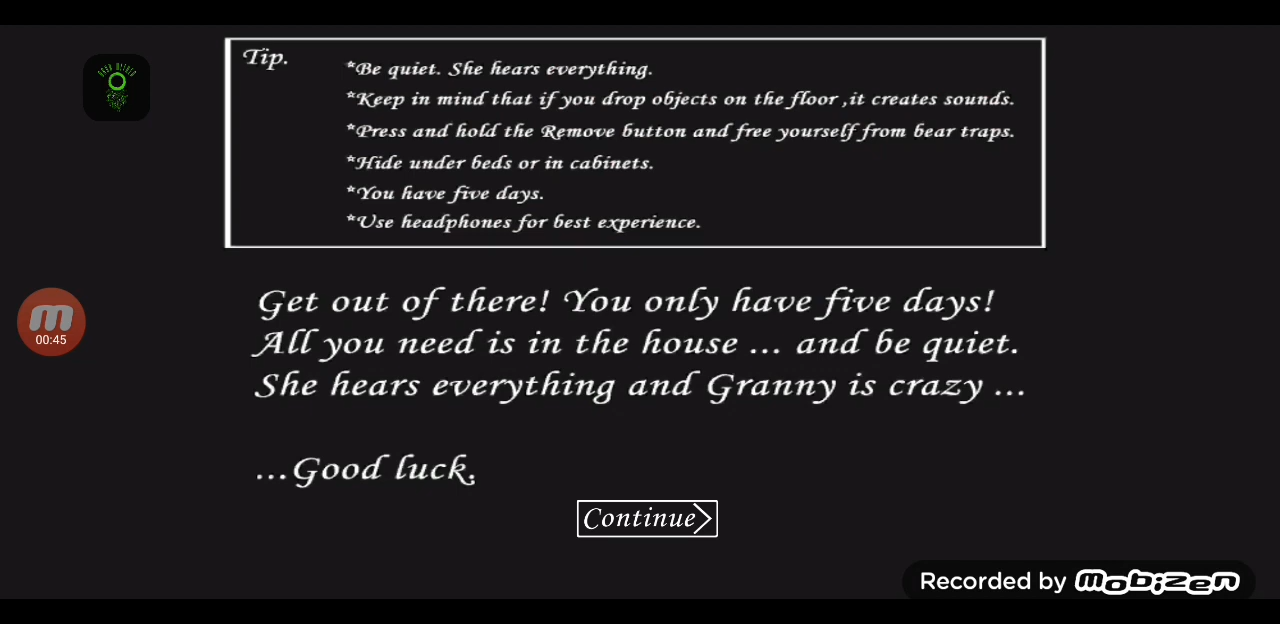 Tip.
*Be quiet. She hears everything.
*Keep in mind that if you drop objects on the floor ,it creates sounds.
*Press and hold the Remove button and free yourself from bear traps.
*Hide under beds or in cabinets.
*You have five days.
*Use headphones for best experience.
00:45
Get out of there! You only have five days!
All you need is in the house ... and be quiet.
She hears everything and Granny is crazy ...
...Good luck.
Continue
Recorded by mobizen